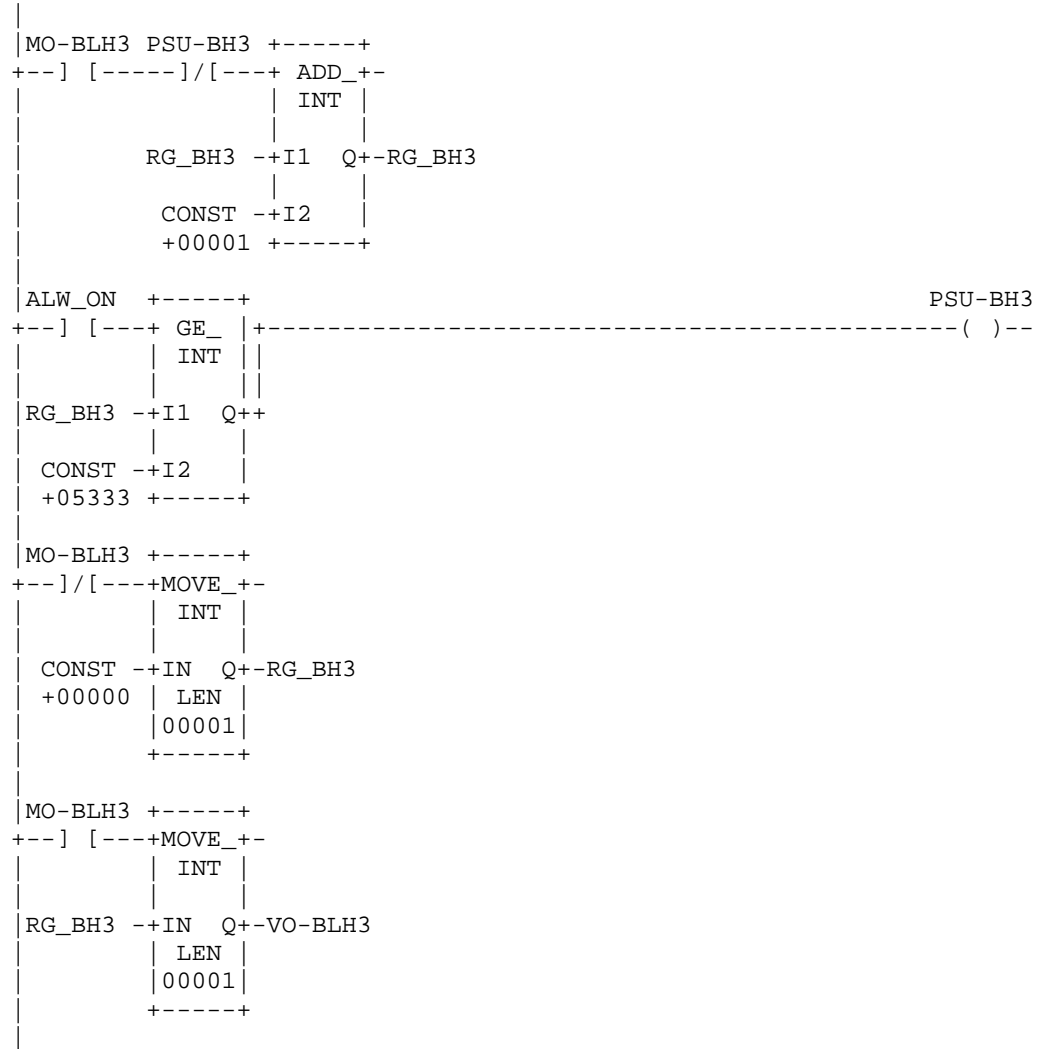 |
|MO-BLH3 PSU-BH3 +-----+
+--] [-----]/[---+ ADD_+-
|                | INT |
|                |     |
|        RG_BH3 -+I1  Q+-RG_BH3
|                |     |
|         CONST -+I2   |
|         +00001 +-----+
|
|ALW_ON  +-----+                                           PSU-BH3
+--] [---+ GE_ |+---------------------------------------------( )--
|        | INT ||
|        |     ||
|RG_BH3 -+I1  Q++
|        |     |
| CONST -+I2   |
| +05333 +-----+
|
|MO-BLH3 +-----+
+--]/[---+MOVE_+-
|        | INT |
|        |     |
| CONST -+IN  Q+-RG_BH3
| +00000 | LEN |
|        |00001|
|        +-----+
|
|MO-BLH3 +-----+
+--] [---+MOVE_+-
|        | INT |
|        |     |
|RG_BH3 -+IN  Q+-VO-BLH3
|        | LEN |
|        |00001|
|        +-----+
|